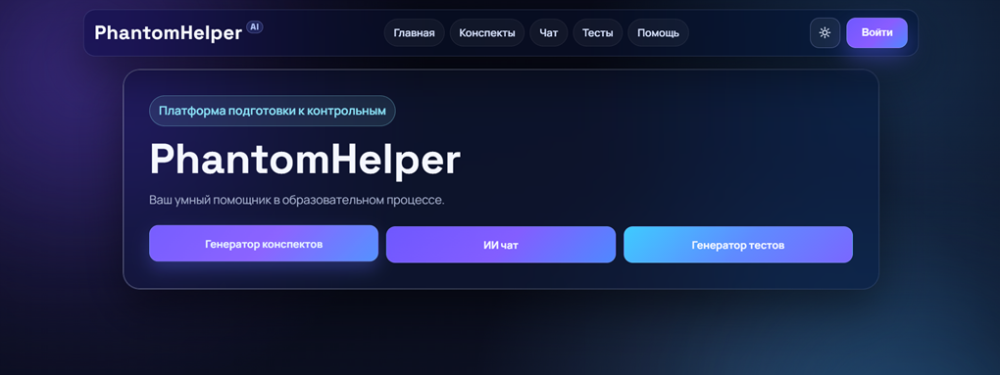 PhantomHelper AI
Главная Конспекты Чат Тесты Помощь
Войти
Платформа подготовки к контрольным
PhantomHelper
Ваш умный помощник в образовательном процессе.
Генератор конспектов ИИ чат Генератор тестов